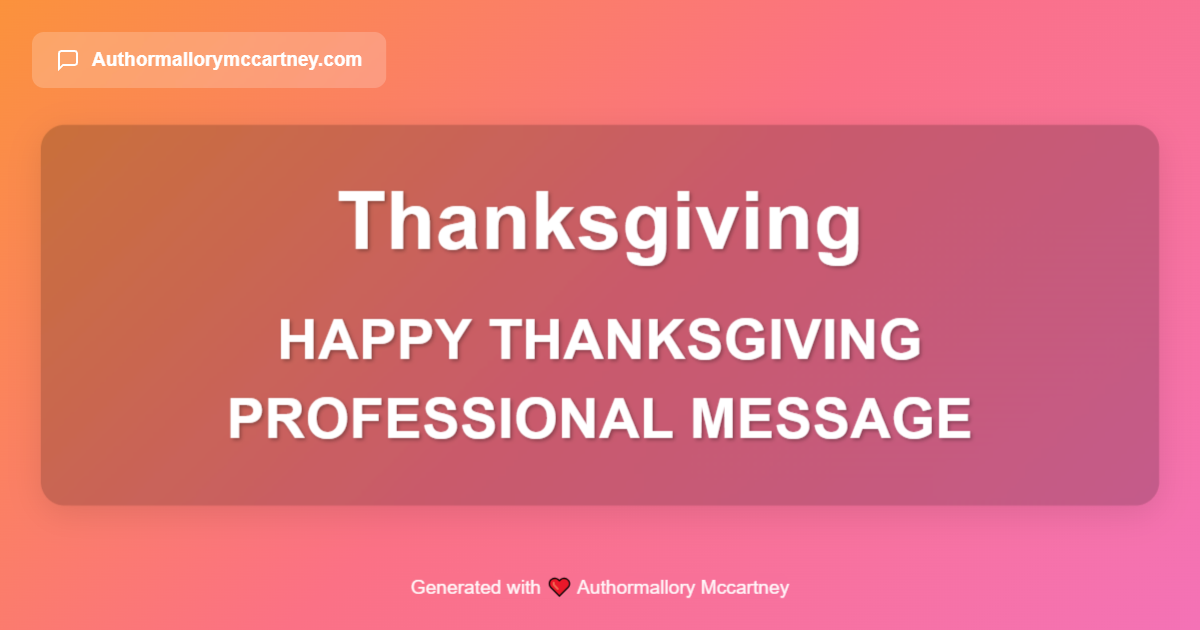 Authormallorymccartney.com
Thanksgiving
HAPPY THANKSGIVING
PROFESSIONAL MESSAGE
Generated with ❤️ Authormallory Mccartney